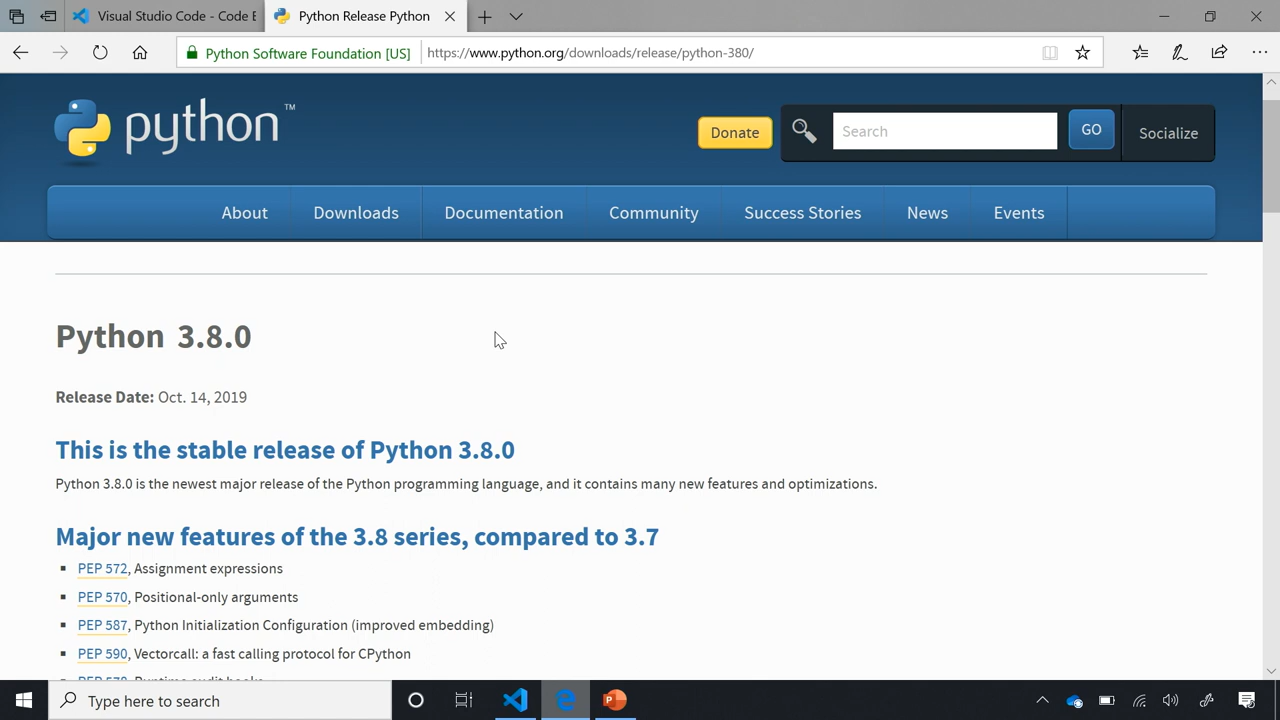 Visual Studio Code - Code E
Python Release Python
Python Software Foundation [US]
https://www.python.org/downloads/release/python-380/
python™
Donate
Search
GO
Socialize
About
Downloads
Documentation
Community
Success Stories
News
Events
Python 3.8.0
Release Date: Oct. 14, 2019
This is the stable release of Python 3.8.0
Python 3.8.0 is the newest major release of the Python programming language, and it contains many new features and optimizations.
Major new features of the 3.8 series, compared to 3.7
PEP 572, Assignment expressions
PEP 570, Positional-only arguments
PEP 587, Python Initialization Configuration (improved embedding)
PEP 590, Vectorcall: a fast calling protocol for CPython
Type here to search